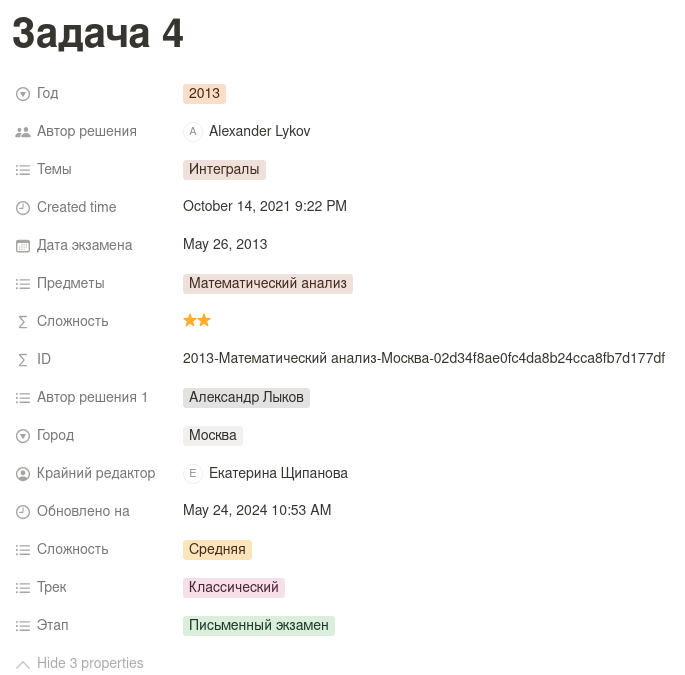 Задача 4
Год 2013
Автор решения A Alexander Lykov
Темы Интегралы
Created time October 14, 2021 9:22 PM
Дата экзамена May 26, 2013
Предметы Математический анализ
Сложность ⭐⭐
ID 2013-Математический анализ-Москва-02d34f8ae0fc4da8b24cca8fb7d177df
Автор решения 1 Александр Лыков
Город Москва
Крайний редактор E Екатерина Щипанова
Обновлено на May 24, 2024 10:53 AM
Сложность Средняя
Трек Классический
Этап Письменный экзамен
Hide 3 properties